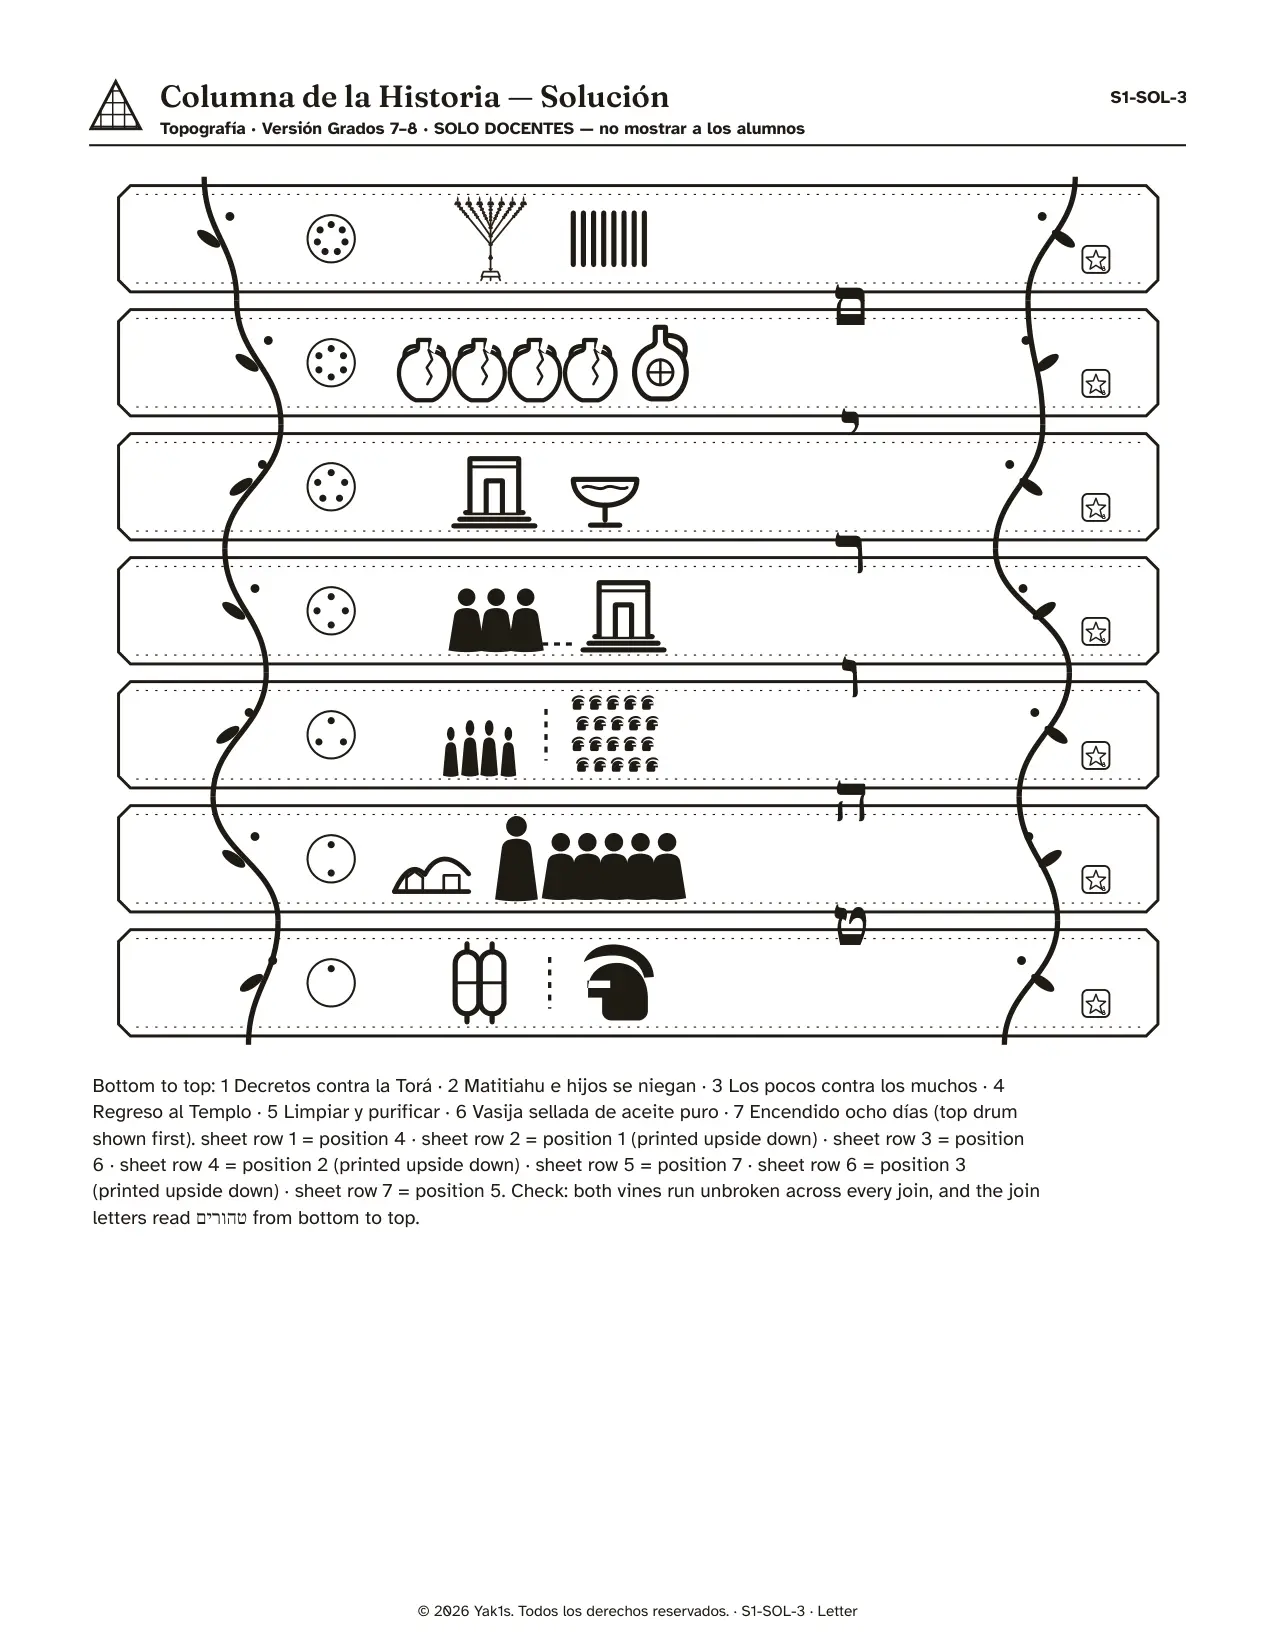 Columna de la Historia — Solución
S1-SOL-3
Topografía · Versión Grados 7–8 · SOLO DOCENTES — no mostrar a los alumnos
ם
י
ר
ו
ה
ט
Bottom to top: 1 Decretos contra la Torá · 2 Matitiahu e hijos se niegan · 3 Los pocos contra los muchos · 4
Regreso al Templo · 5 Limpiar y purificar · 6 Vasija sellada de aceite puro · 7 Encendido ocho días (top drum
shown first). sheet row 1 = position 4 · sheet row 2 = position 1 (printed upside down) · sheet row 3 = position
6 · sheet row 4 = position 2 (printed upside down) · sheet row 5 = position 7 · sheet row 6 = position 3
(printed upside down) · sheet row 7 = position 5. Check: both vines run unbroken across every join, and the join
letters read טהורים from bottom to top.
© 2026 Yak1s. Todos los derechos reservados. · S1-SOL-3 · Letter